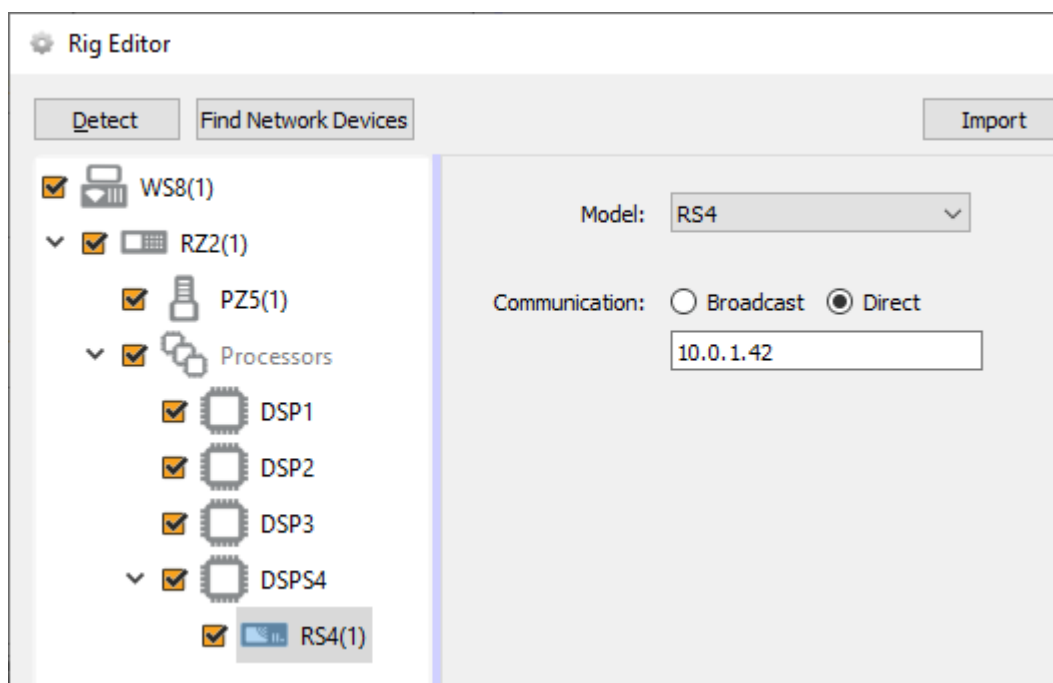 Rig Editor
Detect
Find Network Devices
Import
WS8(1)
RZ2(1)
PZ5(1)
Processors
DSP1
DSP2
DSP3
DSPS4
RS4(1)
Model: RS4
Communication: Broadcast Direct
10.0.1.42